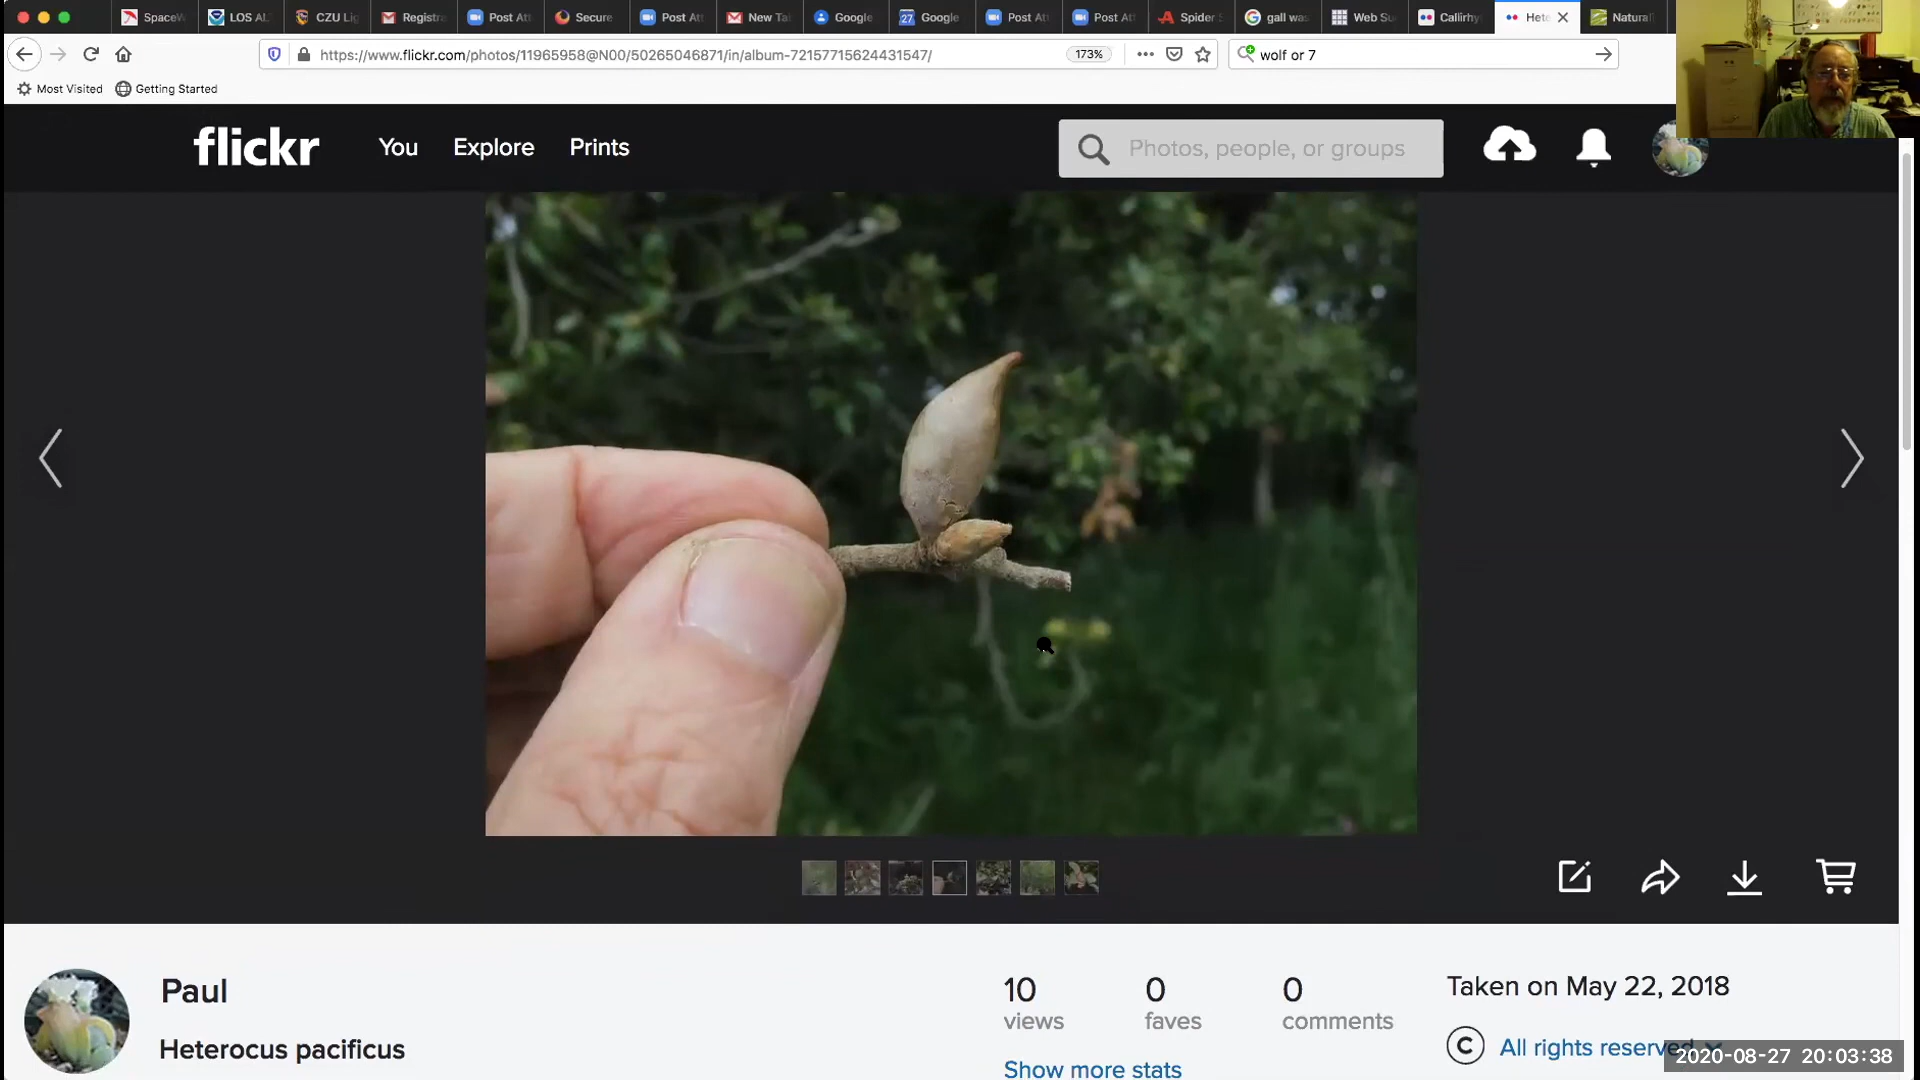 SpaceW LOS AL CZU Lig Registra Post Att Secure Post Att New Ta Google Google Post Att Post Att Spider S gall was Web Su Callirhy Hete Natural
https://www.flickr.com/photos/11965958@N00/50265046871/in/album-72157715624431547/ 173% wolf or 7
Most Visited Getting Started
flickr You Explore Prints Photos, people, or groups
Paul
Heterocus pacificus
10 0 0
views faves comments
Show more stats
Taken on May 22, 2018
All rights reserved
2020-08-27 20:03:38